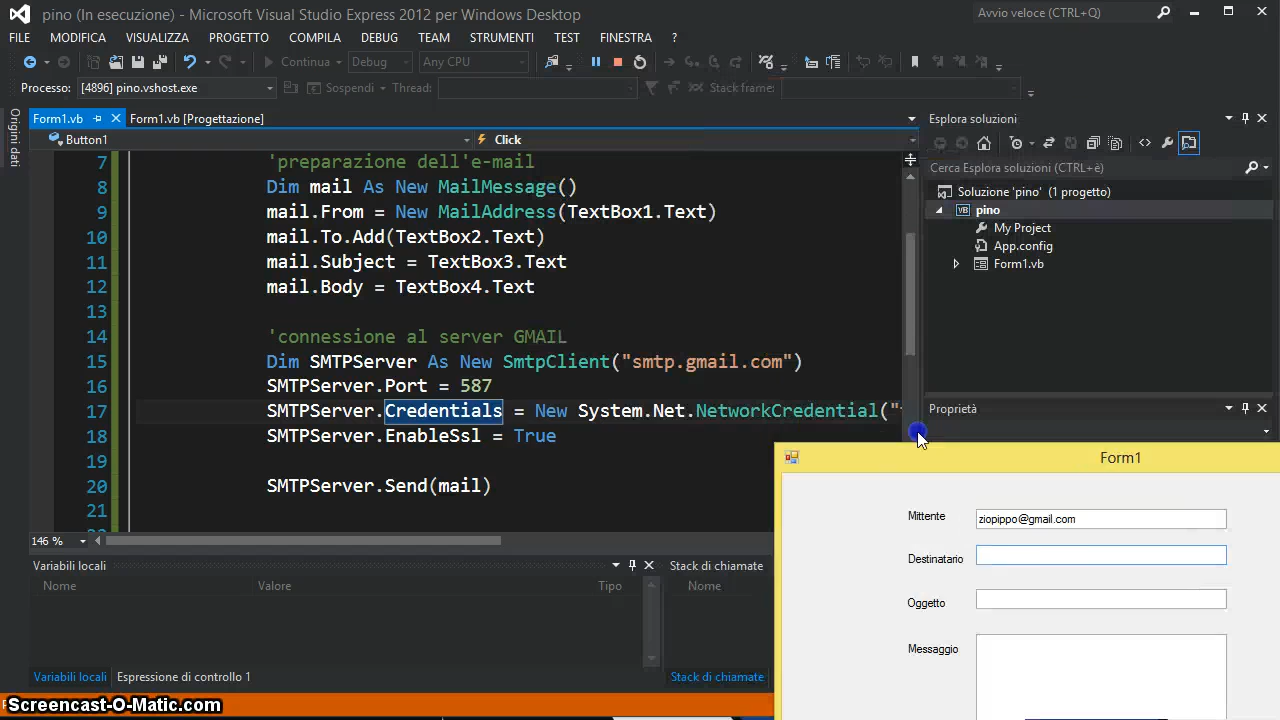 pino (In esecuzione) - Microsoft Visual Studio Express 2012 per Windows Desktop
Avvio veloce (CTRL+Q)
FILE MODIFICA VISUALIZZA PROGETTO COMPILA DEBUG TEAM STRUMENTI TEST FINESTRA ?
Continua Debug Any CPU
Processo: [4896] pino.vshost.exe Sospendi Thread: Stack frame:
Origini dati
Form1.vb Form1.vb [Progettazione]
Button1 Click
7 'preparazione dell'e-mail
8 Dim mail As New MailMessage()
9 mail.From = New MailAddress(TextBox1.Text)
10 mail.To.Add(TextBox2.Text)
11 mail.Subject = TextBox3.Text
12 mail.Body = TextBox4.Text
13
14 'connessione al server GMAIL
15 Dim SMTPServer As New SmtpClient("smtp.gmail.com")
16 SMTPServer.Port = 587
17 SMTPServer.Credentials = New System.Net.NetworkCredential("
18 SMTPServer.EnableSsl = True
19
20 SMTPServer.Send(mail)
21
146 %
Esplora soluzioni
Cerca Esplora soluzioni (CTRL+è)
Soluzione 'pino' (1 progetto)
VB pino
My Project
App.config
Form1.vb
Proprietà
Form1
Mittente ziopippo@gmail.com
Destinatario
Oggetto
Messaggio
Variabili locali
Nome Valore Tipo
Stack di chiamate
Nome
Variabili locali Espressione di controllo 1
Stack di chiamate
Screencast-O-Matic.com